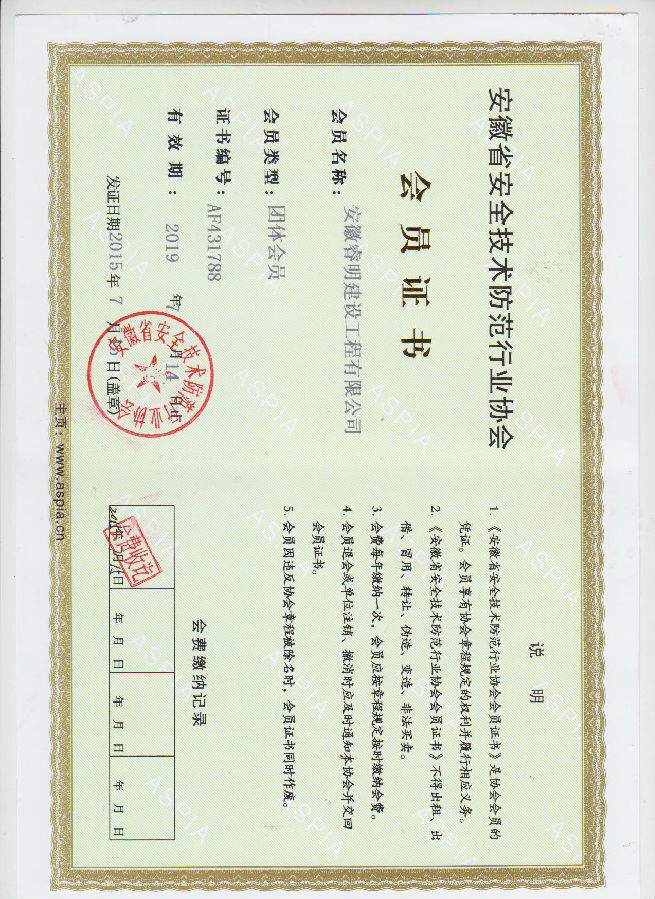 安徽省安全技术防范行业协会
会员证书
会员名称：安徽睿明建设工程有限公司
会员类型：团体会员
证书编号：AF431788
有效期：2019年7月14日止
发证日期2015年7月15日(盖章)
安徽省安全技术防范行业协会
说 明
1.《安徽省安全技术防范行业协会会员证书》是协会会员的
凭证。会员享有协会章程规定的权利并履行相应义务。
2.《安徽省安全技术防范行业协会会员证书》不得出租、出
借、冒用、转让、伪造、变造、非法买卖。
3. 会费每年缴纳一次，会员应按章程规定按时缴纳会费。
4. 会员退会或单位注销、撤消时应及时通知本协会并交回
会员证书。
5. 会员因违反协会章程被除名时，会员证书同时作废。
会费缴纳记录
会费收讫
年 月 日
年 月 日
年 月 日
主页：www.aspia.cn
ASPIA